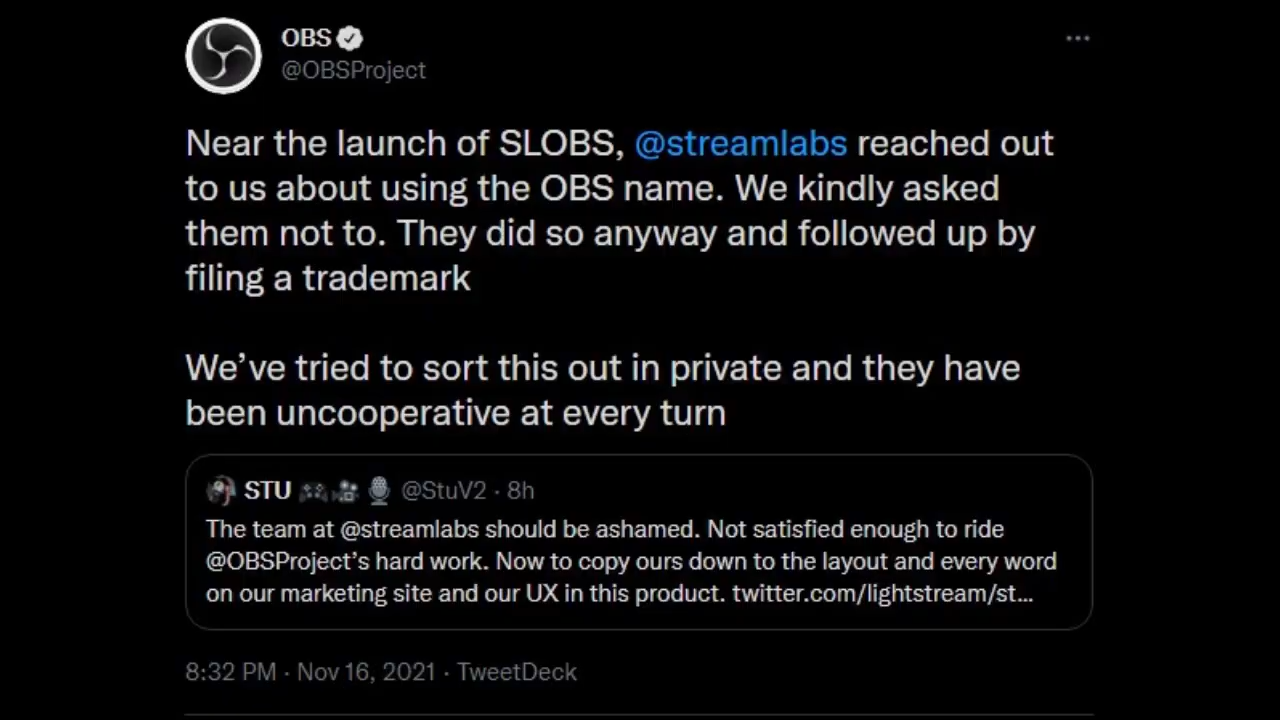 OBS
@OBSProject
Near the launch of SLOBS, @streamlabs reached out
to us about using the OBS name. We kindly asked
them not to. They did so anyway and followed up by
filing a trademark
We’ve tried to sort this out in private and they have
been uncooperative at every turn
STU 🎮🎥🎙️ @StuV2 · 8h
The team at @streamlabs should be ashamed. Not satisfied enough to ride
@OBSProject’s hard work. Now to copy ours down to the layout and every word
on our marketing site and our UX in this product. twitter.com/lightstream/st...
8:32 PM · Nov 16, 2021 · TweetDeck